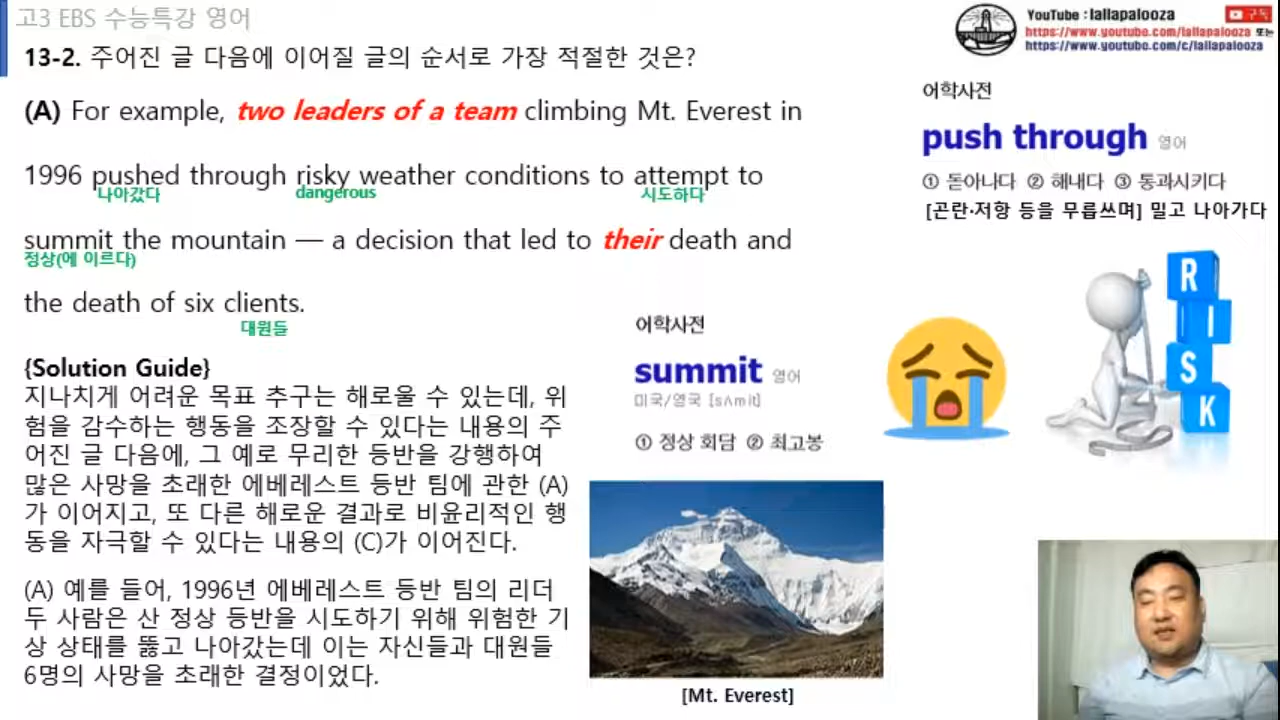 고3 EBS 수능특강 영어
YouTube : lallapalooza
구독
https://www.youtube.com/lallapalooza 또는
https://www.youtube.com/c/lallapalooza
13-2. 주어진 글 다음에 이어질 글의 순서로 가장 적절한 것은?
(A) For example, two leaders of a team climbing Mt. Everest in
1996 pushed through risky weather conditions to attempt to
나아갔다
dangerous
시도하다
summit the mountain — a decision that led to their death and
정상(에 이르다)
the death of six clients.
대원들
어학사전
push through 영어
① 돋아나다 ② 해내다 ③ 통과시키다
[곤란·저항 등을 무릅쓰며] 밀고 나아가다
RISK
어학사전
summit 영어
미국/영국 [sʌmit]
① 정상 회담 ② 최고봉
{Solution Guide}
지나치게 어려운 목표 추구는 해로울 수 있는데, 위
험을 감수하는 행동을 조장할 수 있다는 내용의 주
어진 글 다음에, 그 예로 무리한 등반을 강행하여
많은 사망을 초래한 에베레스트 등반 팀에 관한 (A)
가 이어지고, 또 다른 해로운 결과로 비윤리적인 행
동을 자극할 수 있다는 내용의 (C)가 이어진다.
(A) 예를 들어, 1996년 에베레스트 등반 팀의 리더
두 사람은 산 정상 등반을 시도하기 위해 위험한 기
상 상태를 뚫고 나아갔는데 이는 자신들과 대원들
6명의 사망을 초래한 결정이었다.
[Mt. Everest]